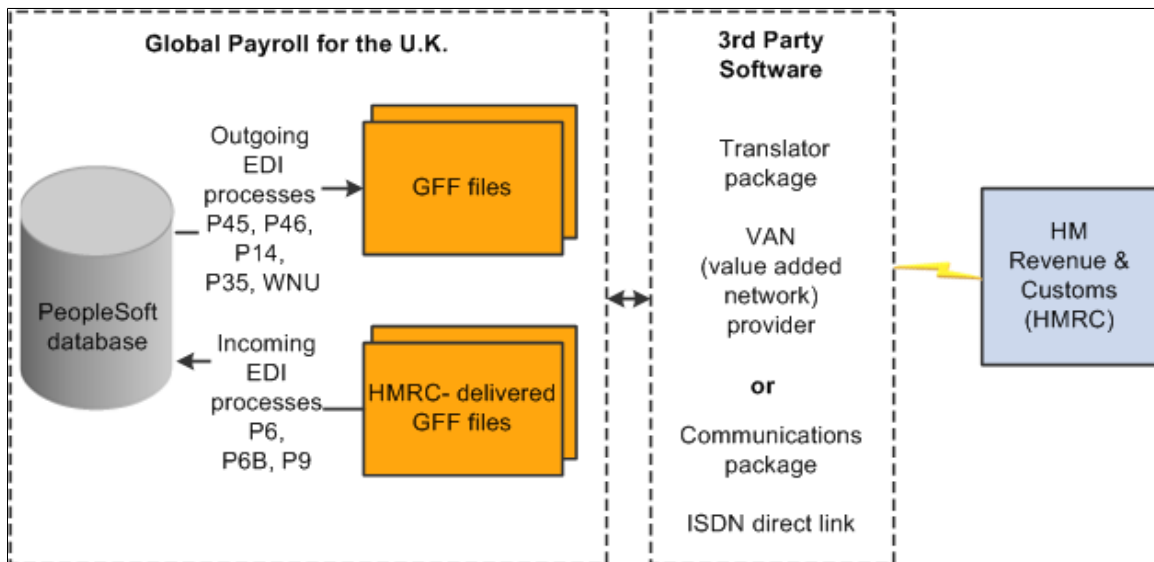 Global Payroll for the U.K.
Outgoing
EDI
processes
P45, P46,
P14,
P35, WNU
GFF files
PeopleSoft
database
Incoming
EDI
processes
P6,
P6B, P9
HMRC- delivered
GFF files
3rd Party
Software
Translator
package
VAN
(value added
network)
provider
or
Communications
package
ISDN direct link
HM
Revenue &
Customs
(HMRC)